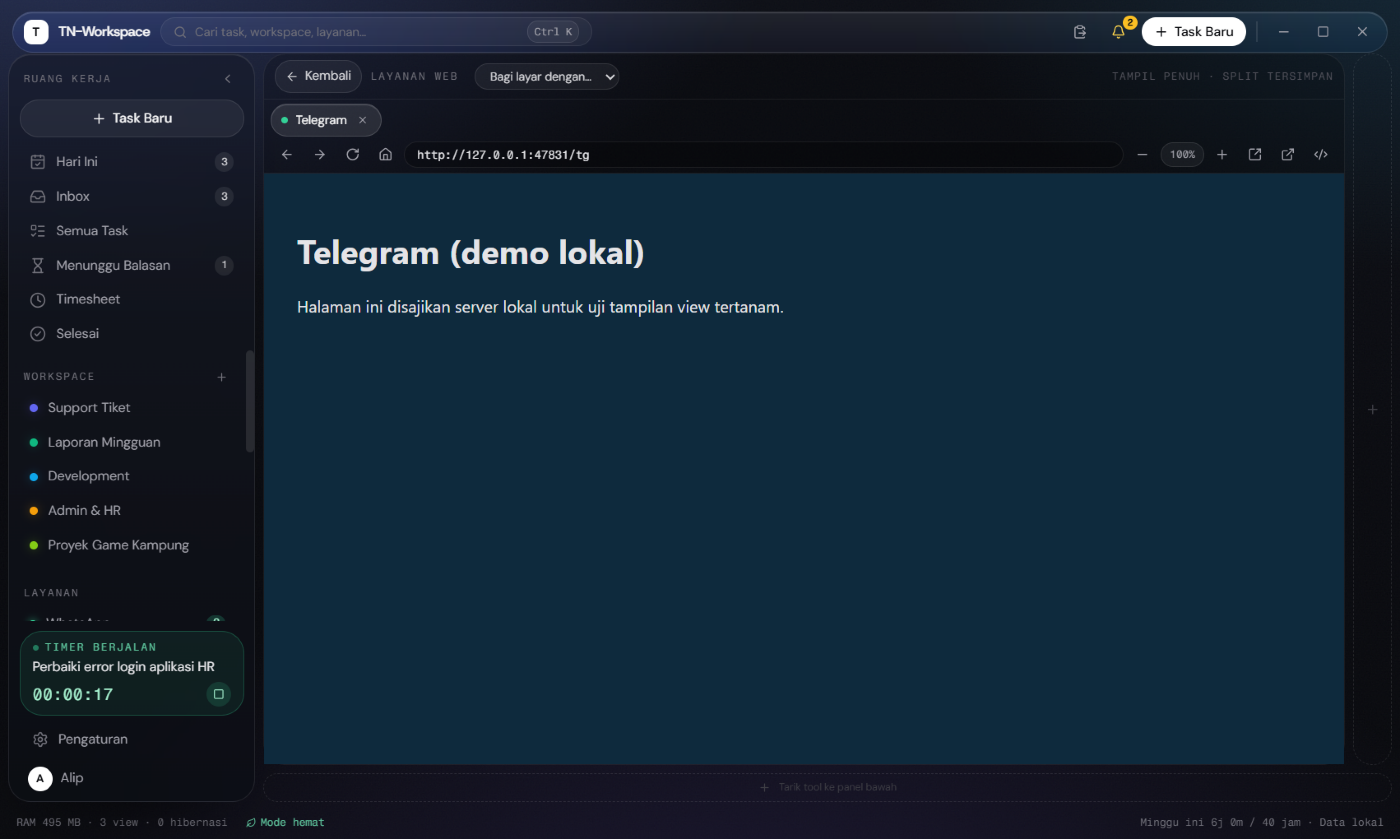 T TN-Workspace Cari task, workspace, layanan... Ctrl K 2 Task Baru
RUANG KERJA
Task Baru
Hari Ini 3
Inbox 3
Semua Task
Menunggu Balasan 1
Timesheet
Selesai
WORKSPACE
Support Tiket
Laporan Mingguan
Development
Admin & HR
Proyek Game Kampung
LAYANAN
TIMER BERJALAN
Perbaiki error login aplikasi HR
00:00:17
Pengaturan
A Alip
Kembali LAYANAN WEB Bagi layar dengan... TAMPIL PENUH · SPLIT TERSIMPAN
Telegram
http://127.0.0.1:47831/tg 100%
Telegram (demo lokal)
Halaman ini disajikan server lokal untuk uji tampilan view tertanam.
Tarik tool ke panel bawah
RAM 495 MB · 3 view · 0 hibernasi Mode hemat Minggu ini 6j 0m / 40 jam · Data lokal